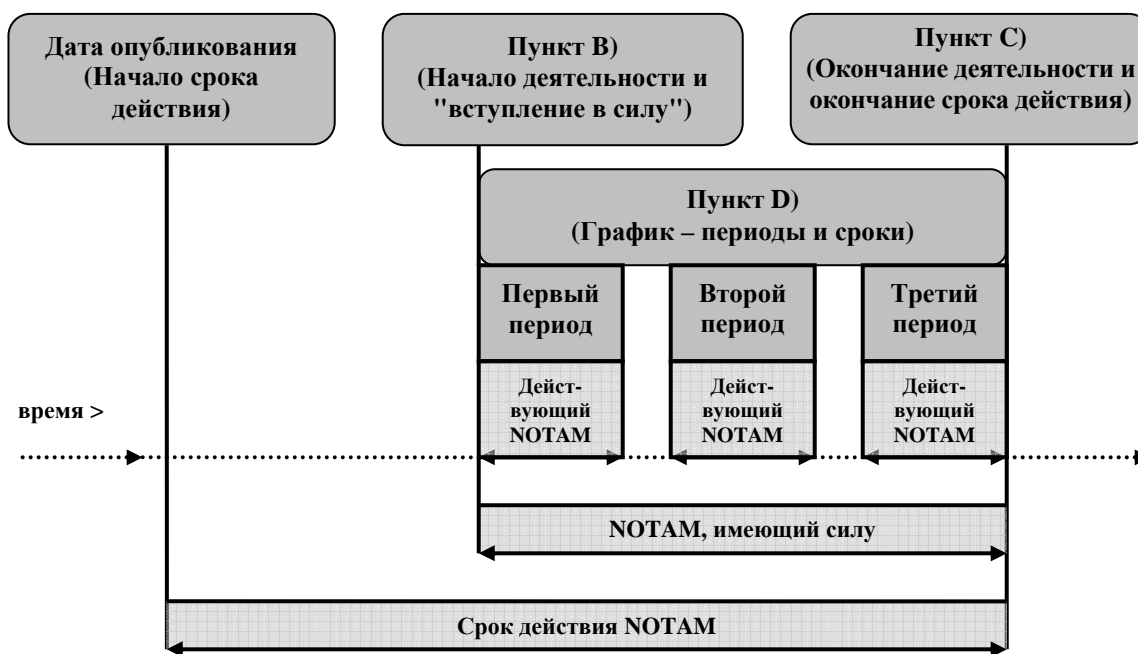 Дата опубликования
(Начало срока
действия)
Пункт B)
(Начало деятельности и
"вступление в силу")
Пункт C)
(Окончание деятельности и
окончание срока действия)
Пункт D)
(График – периоды и сроки)
Первый
период
Второй
период
Третий
период
Дейст-
вующий
NOTAM
Дейст-
вующий
NOTAM
Дейст-
вующий
NOTAM
время >
NOTAM, имеющий силу
Срок действия NOTAM